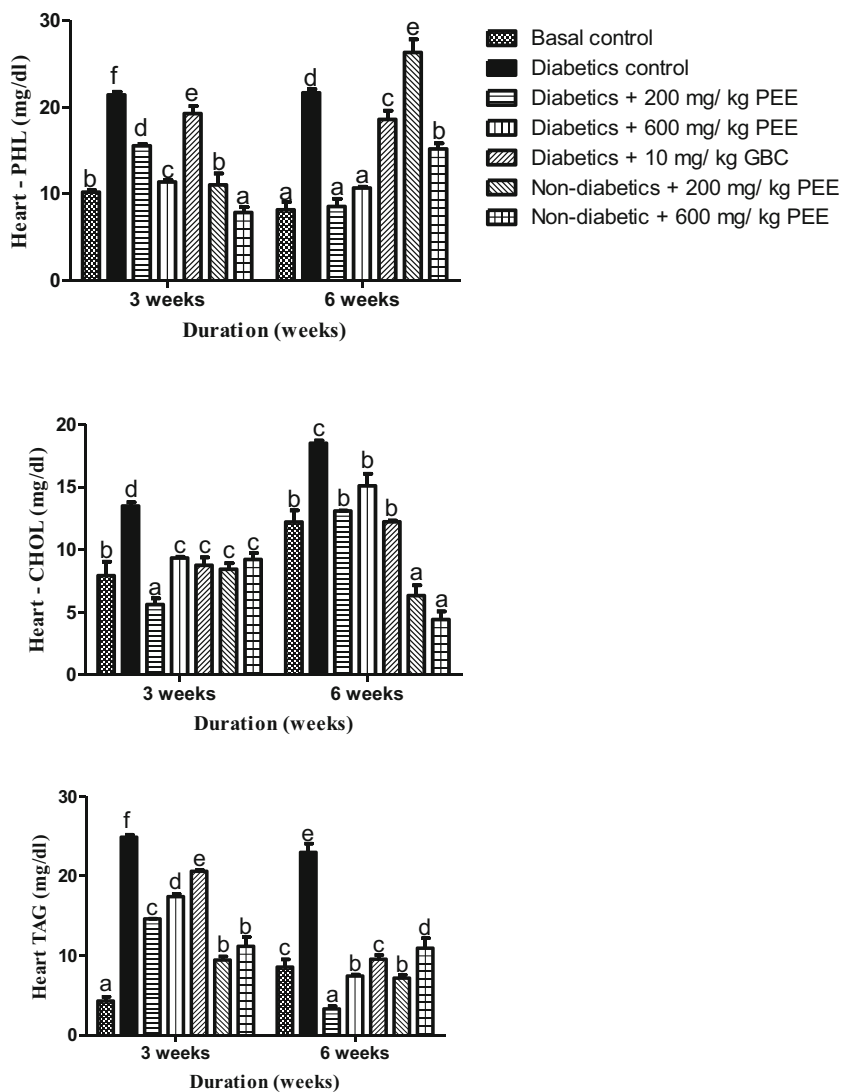 Heart - PHL (mg/dl)
30
20
10
0
b
f
d
c
e
b
a
a
d
a
a
c
e
b
3 weeks
6 weeks
Duration (weeks)
Basal control
Diabetics control
Diabetics + 200 mg/ kg PEE
Diabetics + 600 mg/ kg PEE
Diabetics + 10 mg/ kg GBC
Non-diabetics + 200 mg/ kg PEE
Non-diabetic + 600 mg/ kg PEE
Heart - CHOL (mg/dl)
20
15
10
5
0
b
d
a
c
c
c
c
b
c
b
b
b
a
a
3 weeks
6 weeks
Duration (weeks)
Heart TAG (mg/dl)
30
20
10
0
a
f
c
d
e
b
b
c
e
a
b
c
b
d
3 weeks
6 weeks
Duration (weeks)